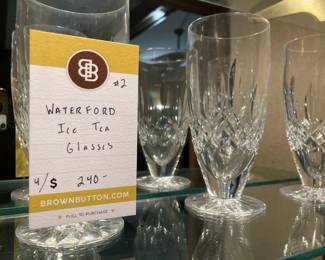 BB
#2
WATERFORD
Ice Tea
Glasses
4/$ 240-
BROWNBUTTON.COM
PULL TO PURCHASE